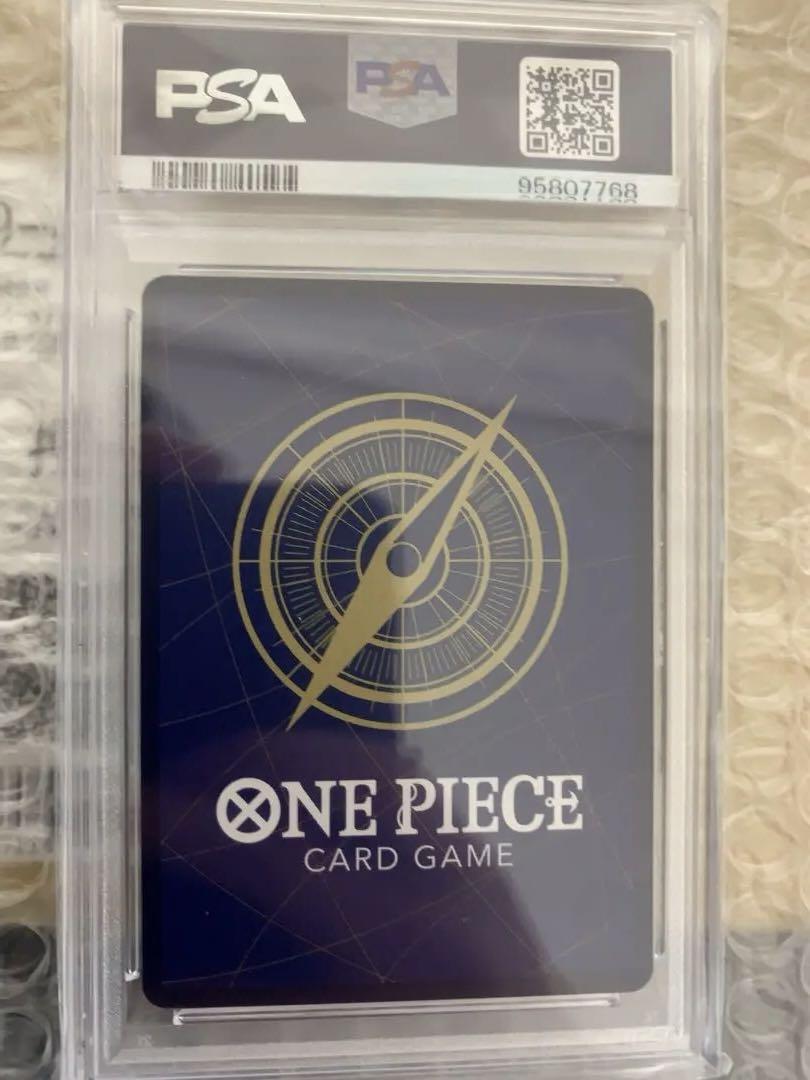 PSA
PSA
95807768
ONE PIECE
CARD GAME